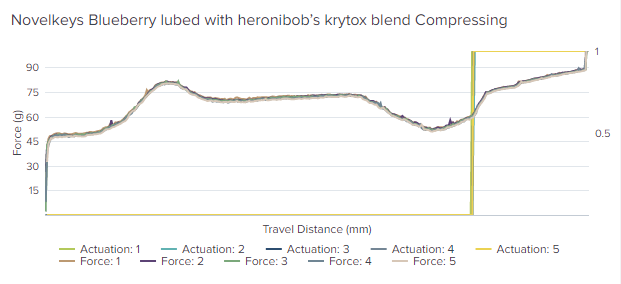 Novelkeys Blueberry lubed with heronibob's krytox blend Compressing
90
75
60
45
30
15
Force (g)
1
0.5
Travel Distance (mm)
Actuation: 1 Actuation: 2 Actuation: 3 Actuation: 4 Actuation: 5
Force: 1 Force: 2 Force: 3 Force: 4 Force: 5